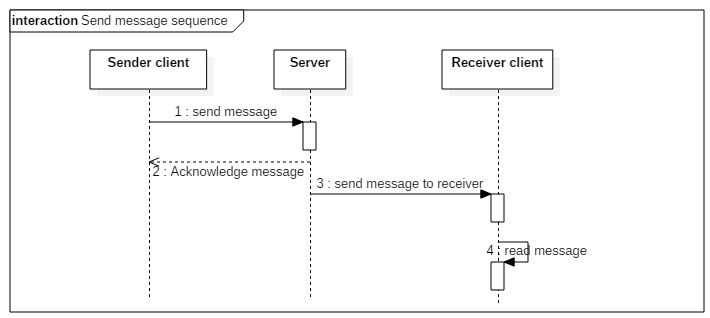 interaction Send message sequence
Sender client
Server
Receiver client
1 : send message
2 : Acknowledge message
3 : send message to receiver
4 : read message